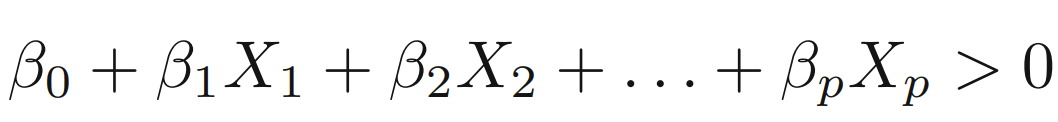 β₀ + β₁X₁ + β₂X₂ + . . . + βₚXₚ > 0